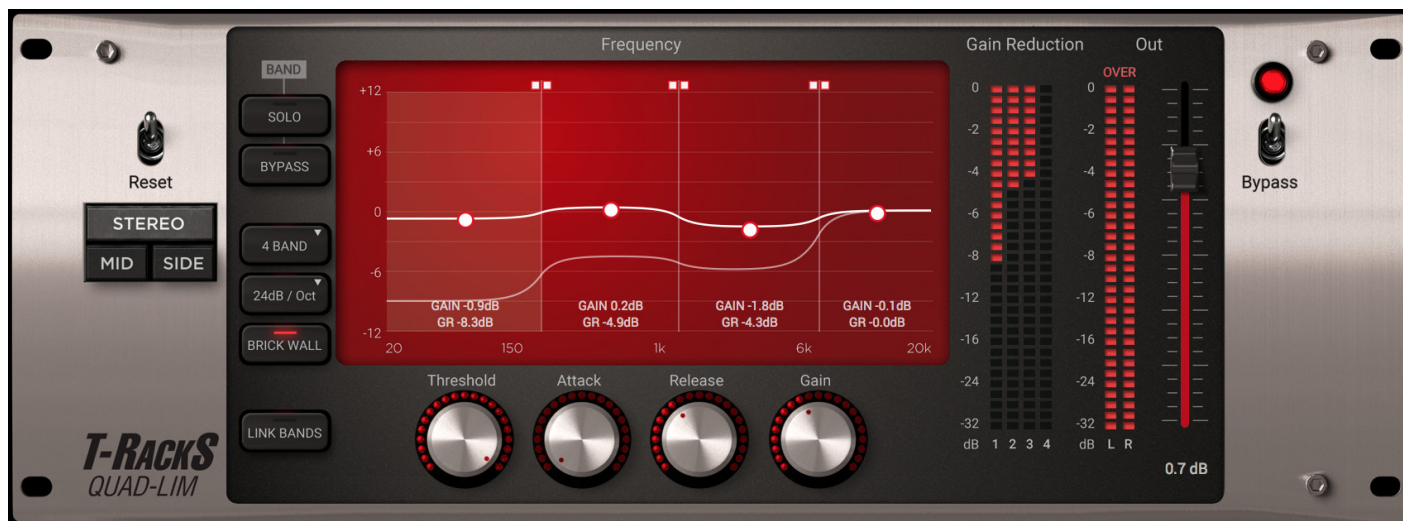 Frequency
Gain Reduction
Out
BAND
SOLO
BYPASS
4 BAND
24dB / Oct
BRICK WALL
LINK BANDS
Reset
STEREO
MID SIDE
T-RackS
QUAD-LIM
+12
+6
0
-6
-12
GAIN -0.9dB
GR -8.3dB
GAIN 0.2dB
GR -4.9dB
GAIN -1.8dB
GR -4.3dB
GAIN -0.1dB
GR -0.0dB
20 150 1k 6k 20k
Threshold
Attack
Release
Gain
0
-2
-4
-6
-8
-12
-16
-24
-32
dB 1 2 3 4
OVER
0
-2
-4
-6
-8
-12
-16
-24
-32
dB L R
0.7 dB
Bypass